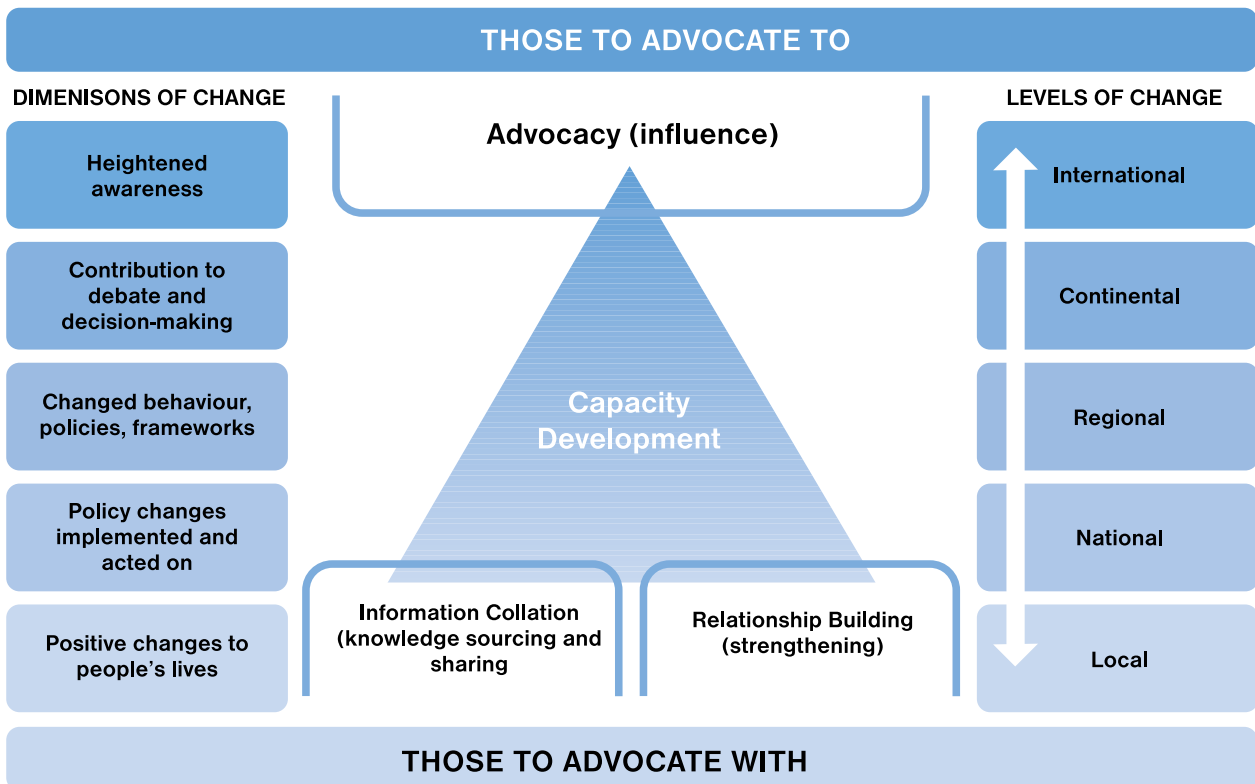 THOSE TO ADVOCATE TO
DIMENISONS OF CHANGE
Heightened
awareness
Contribution to
debate and
decision-making
Changed behaviour,
policies, frameworks
Policy changes
implemented and
acted on
Positive changes to
people's lives
Advocacy (influence)
Capacity
Development
Information Collation
(knowledge sourcing and
sharing
Relationship Building
(strengthening)
LEVELS OF CHANGE
International
Continental
Regional
National
Local
THOSE TO ADVOCATE WITH